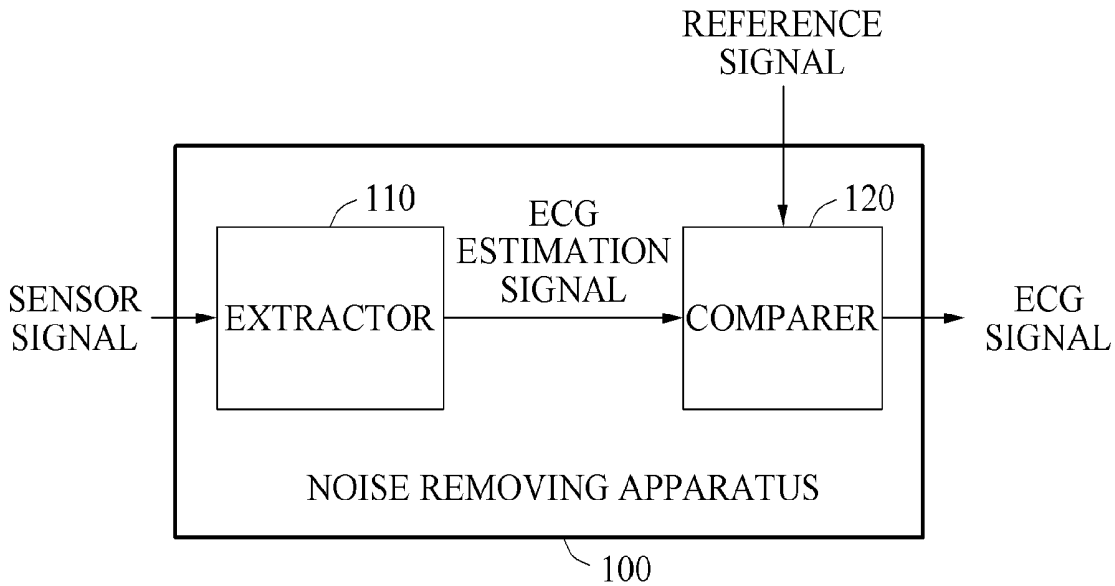 REFERENCE
SIGNAL
110
ECG
ESTIMATION
SIGNAL
120
SENSOR
SIGNAL
EXTRACTOR
COMPARER
ECG
SIGNAL
NOISE REMOVING APPARATUS
100